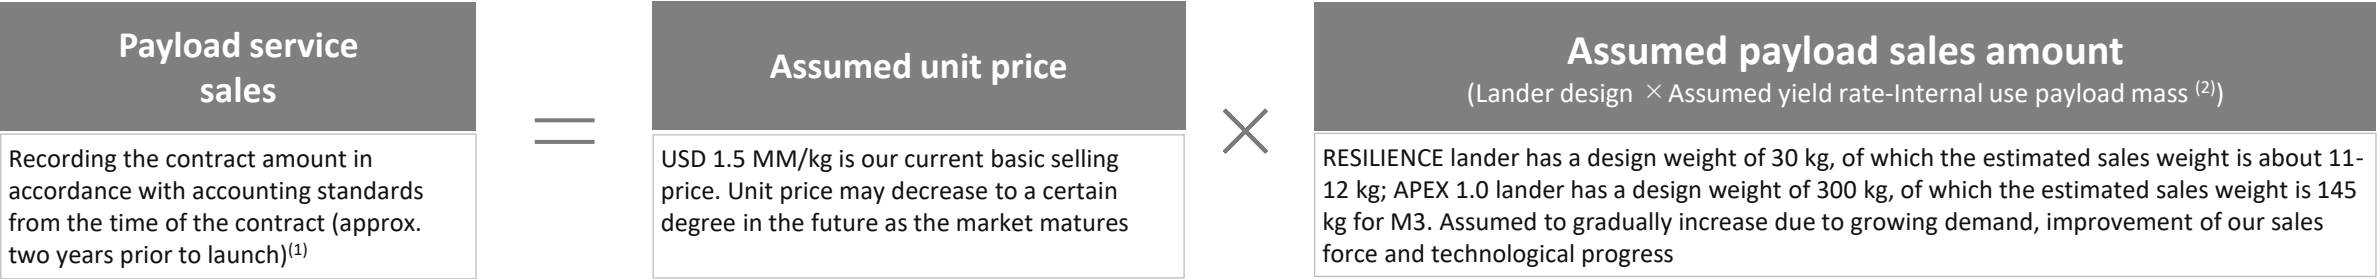 Payload service
sales
Recording the contract amount in
accordance with accounting standards
from the time of the contract (approx.
two years prior to launch)(1)
=
Assumed unit price
USD 1.5 MM/kg is our current basic selling
price. Unit price may decrease to a certain
degree in the future as the market matures
×
Assumed payload sales amount
(Lander design × Assumed yield rate-Internal use payload mass (2))
RESILIENCE lander has a design weight of 30 kg, of which the estimated sales weight is about 11-
12 kg; APEX 1.0 lander has a design weight of 300 kg, of which the estimated sales weight is 145
kg for M3. Assumed to gradually increase due to growing demand, improvement of our sales
force and technological progress